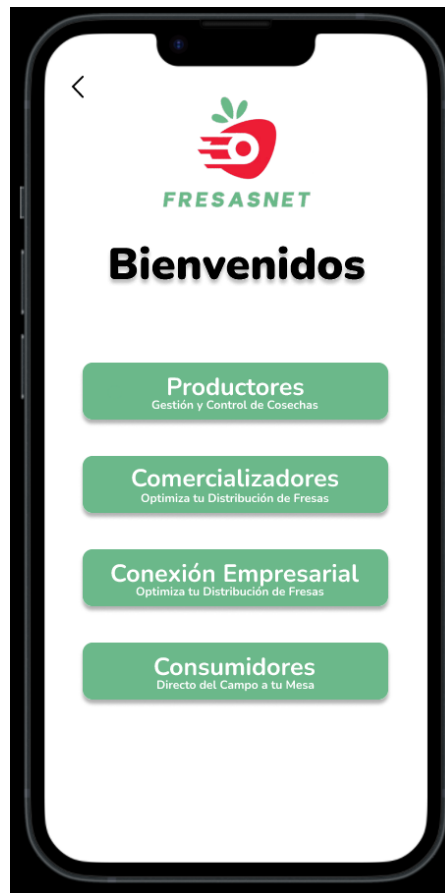 FRESASNET
Bienvenidos
Productores
Gestión y Control de Cosechas
Comercializadores
Optimiza tu Distribución de Fresas
Conexión Empresarial
Optimiza tu Distribución de Fresas
Consumidores
Directo del Campo a tu Mesa